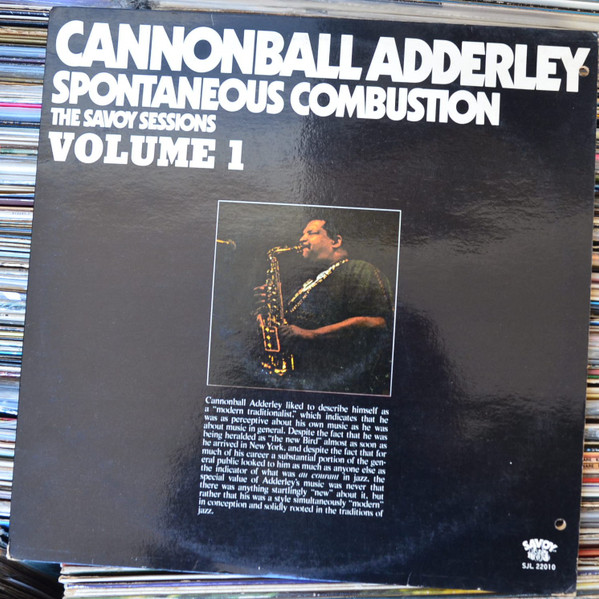 CANNONBALL ADDERLEY
SPONTANEOUS COMBUSTION
THE SAVOY SESSIONS
VOLUME 1
Cannonball Adderley liked to describe himself as
a "modern traditionalist," which indicates that he
was as perceptive about his own music as he was
about music in general. Despite the fact that he was
being heralded as "the new Bird" almost as soon as
he arrived in New York, and despite the fact that for
much of his career a substantial portion of the gen-
eral public looked to him as much as anyone else as
the indicator of what was au courant in jazz, the
special value of Adderley's music was never that
there was anything startlingly "new" about it, but
rather that his was a style simultaneously "modern"
in conception and solidly rooted in the traditions of
jazz.
SAVOY
SJL 22010